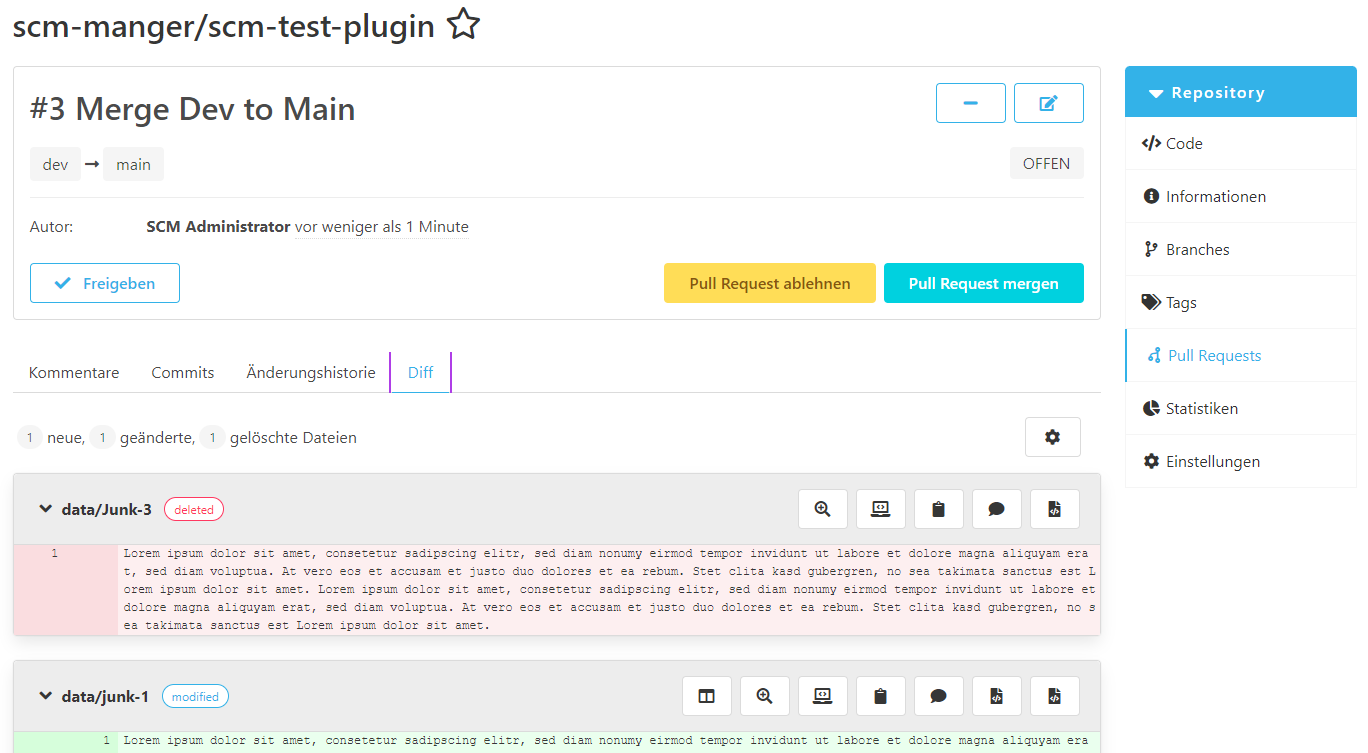 scm-manger/scm-test-plugin
#3 Merge Dev to Main
dev → main
OFFEN
Autor: SCM Administrator vor weniger als 1 Minute
Freigeben
Pull Request ablehnen
Pull Request mergen
Kommentare Commits Änderungshistorie Diff
1 neue, 1 geänderte, 1 gelöschte Dateien
data/Junk-3 deleted
1 Lorem ipsum dolor sit amet, consetetur sadipscing elitr, sed diam nonumy eirmod tempor invidunt ut labore et dolore magna aliquyam era
t, sed diam voluptua. At vero eos et accusam et justo duo dolores et ea rebum. Stet clita kasd gubergren, no sea takimata sanctus est L
orem ipsum dolor sit amet. Lorem ipsum dolor sit amet, consetetur sadipscing elitr, sed diam nonumy eirmod tempor invidunt ut labore et
dolore magna aliquyam erat, sed diam voluptua. At vero eos et accusam et justo duo dolores et ea rebum. Stet clita kasd gubergren, no s
ea takimata sanctus est Lorem ipsum dolor sit amet.
data/junk-1 modified
1 Lorem ipsum dolor sit amet, consetetur sadipscing elitr, sed diam nonumy eirmod tempor invidunt ut labore et dolore magna aliquyam era
Repository
Code
Informationen
Branches
Tags
Pull Requests
Statistiken
Einstellungen